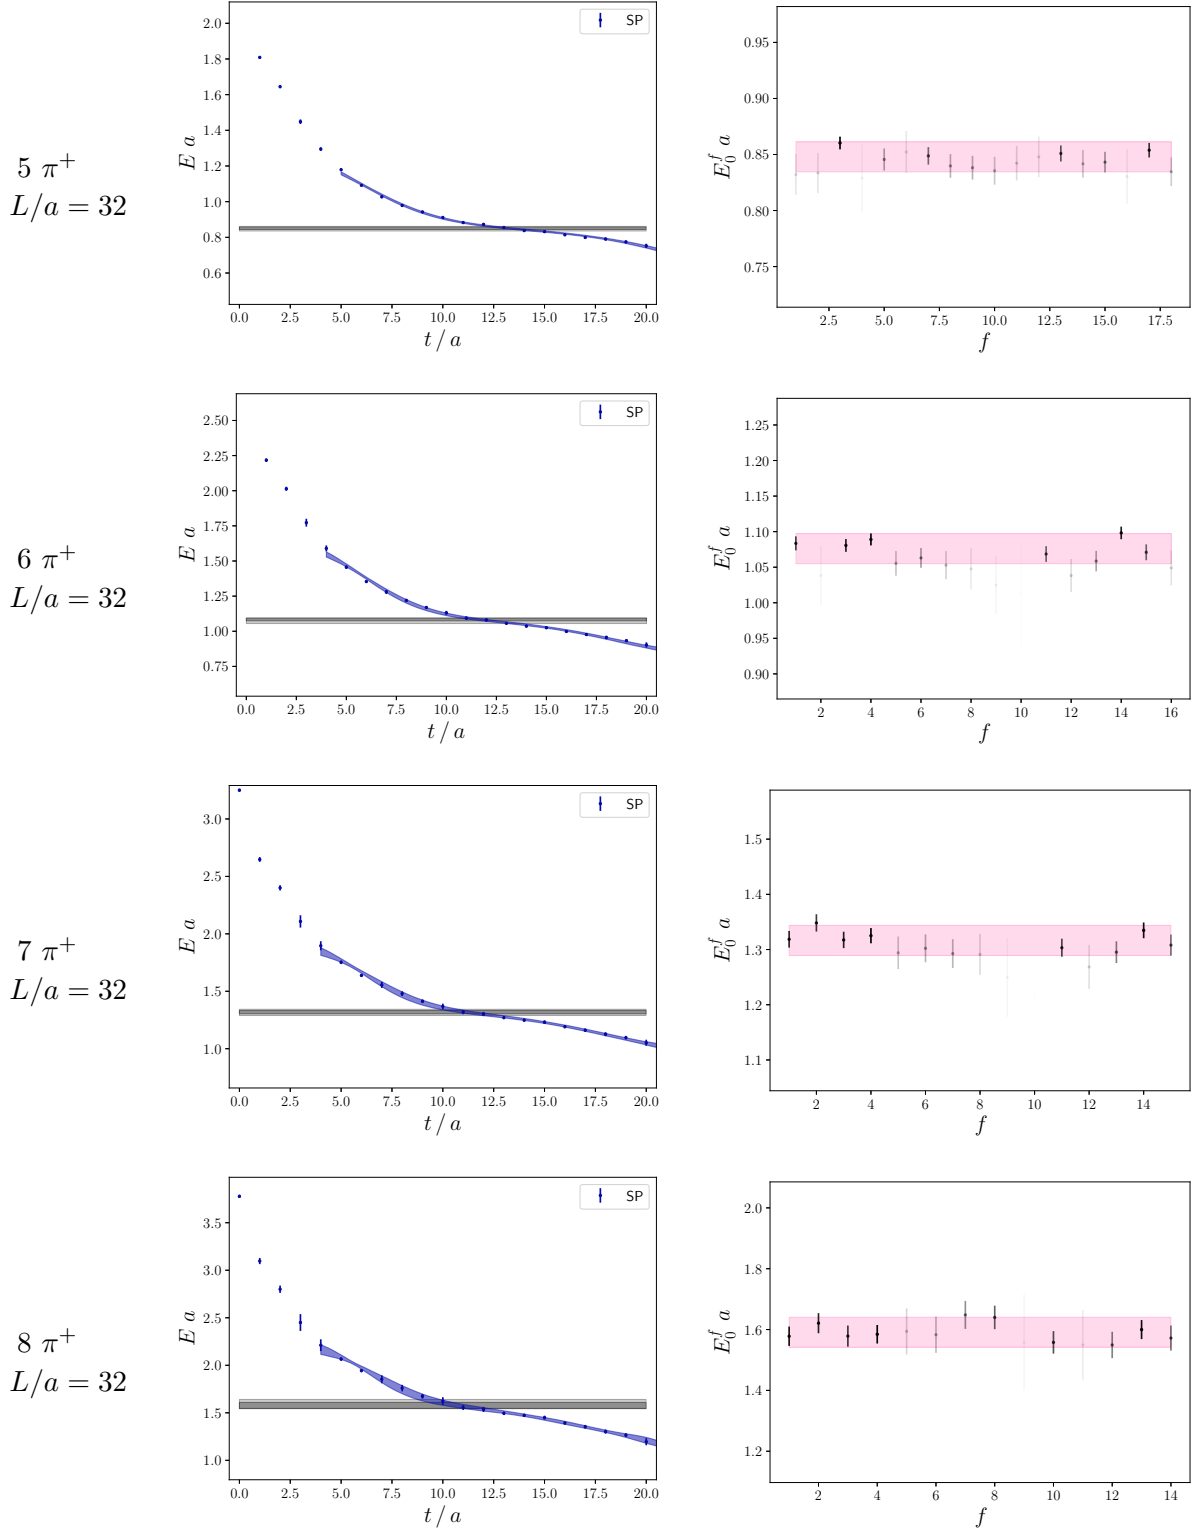 5 π⁺
L/a = 32
2.0
1.8
1.6
1.4
1.2
1.0
0.8
0.6
E a
0.0 2.5 5.0 7.5 10.0 12.5 15.0 17.5 20.0
t / a
SP
0.95
0.90
0.85
0.80
0.75
E₀ᶠ a
2.5 5.0 7.5 10.0 12.5 15.0 17.5
f
6 π⁺
L/a = 32
2.50
2.25
2.00
1.75
1.50
1.25
1.00
0.75
E a
0.0 2.5 5.0 7.5 10.0 12.5 15.0 17.5 20.0
t / a
SP
1.25
1.20
1.15
1.10
1.05
1.00
0.95
0.90
E₀ᶠ a
2 4 6 8 10 12 14 16
f
7 π⁺
L/a = 32
3.0
2.5
2.0
1.5
1.0
E a
0.0 2.5 5.0 7.5 10.0 12.5 15.0 17.5 20.0
t / a
SP
1.5
1.4
1.3
1.2
1.1
E₀ᶠ a
2 4 6 8 10 12 14
f
8 π⁺
L/a = 32
3.5
3.0
2.5
2.0
1.5
1.0
E a
0.0 2.5 5.0 7.5 10.0 12.5 15.0 17.5 20.0
t / a
SP
2.0
1.8
1.6
1.4
1.2
E₀ᶠ a
2 4 6 8 10 12 14
f